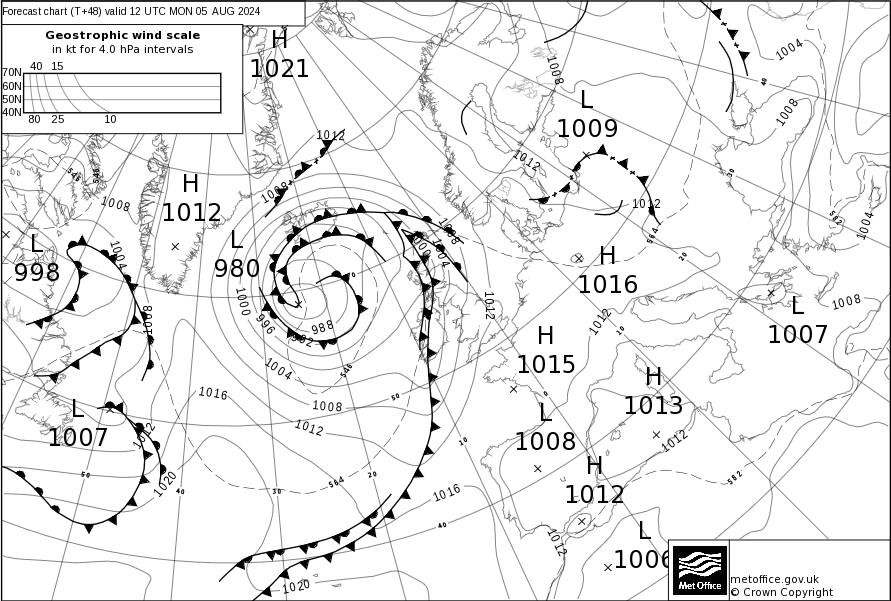 Forecast chart (T+48) valid 12 UTC MON 05 AUG 2024
Geostrophic wind scale
in kt for 4.0 hPa intervals
40 15
70N
60N
50N
40N
80 25 10
H
1021
1012
1008
L
1009
1004
40
1008
1012
30
1012
564
582
1004
546
546
1008
H
1012
1008
L
998
1004
L
980
1000
1004
1008
0
H
1016
20
1012
L
1007
1008
1008
1000
996
992
988
1012
10
H
1015
1004
546
1016
1008
50
0
H
1013
L
1007
1012
1012
L
1008
10
1012
50
1020
40
30
564
20
1016
40
H
1012
582
1012
L
1006
1020
Met Office
metoffice.gov.uk
© Crown Copyright